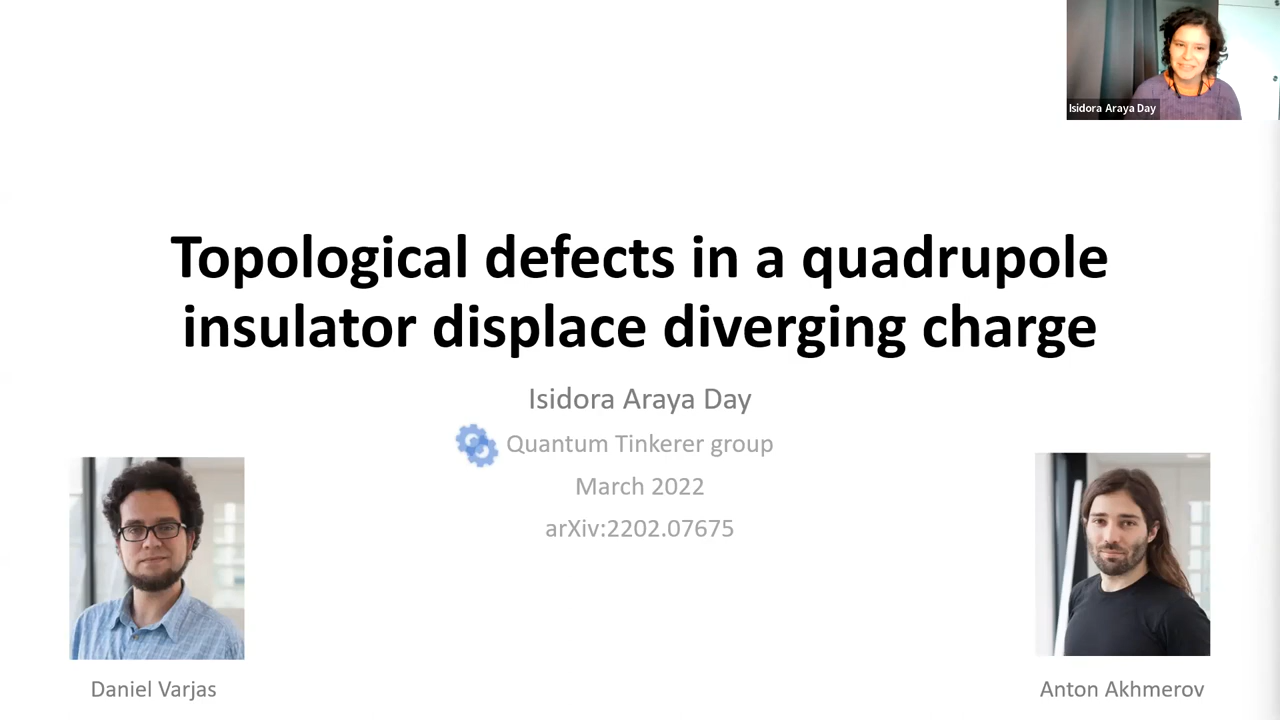 Isidora Araya Day
Topological defects in a quadrupole
insulator displace diverging charge
Isidora Araya Day
Quantum Tinkerer group
March 2022
arXiv:2202.07675
Daniel Varjas
Anton Akhmerov